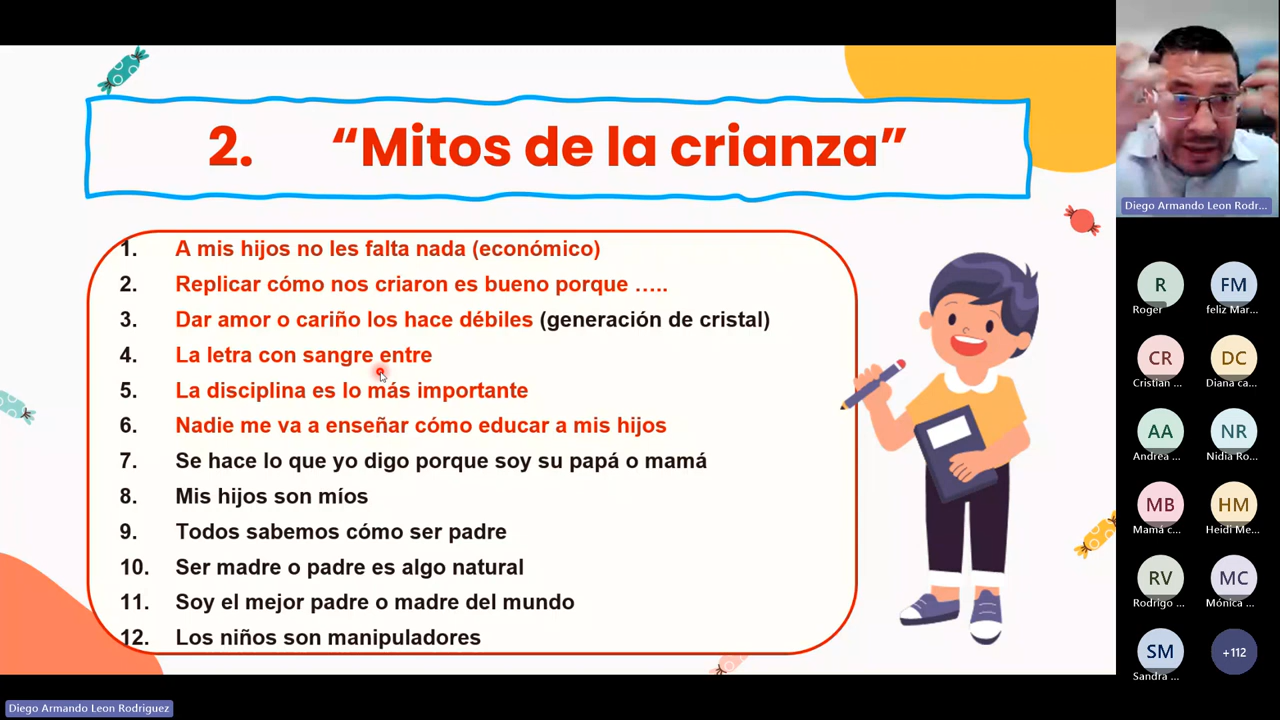 2. “Mitos de la crianza”
1. A mis hijos no les falta nada (económico)
2. Replicar cómo nos criaron es bueno porque …..
3. Dar amor o cariño los hace débiles (generación de cristal)
4. La letra con sangre entre
5. La disciplina es lo más importante
6. Nadie me va a enseñar cómo educar a mis hijos
7. Se hace lo que yo digo porque soy su papá o mamá
8. Mis hijos son míos
9. Todos sabemos cómo ser padre
10. Ser madre o padre es algo natural
11. Soy el mejor padre o madre del mundo
12. Los niños son manipuladores
Diego Armando Leon Rodr...
R FM
Roger feliz Mar...
CR DC
Cristian ... Diana ca...
AA NR
Andrea ... Nidia Ro...
MB HM
Mamá c... Heidi Me...
RV MC
Rodrigo ... Mónica ...
SM +112
Sandra ...
Diego Armando Leon Rodriguez